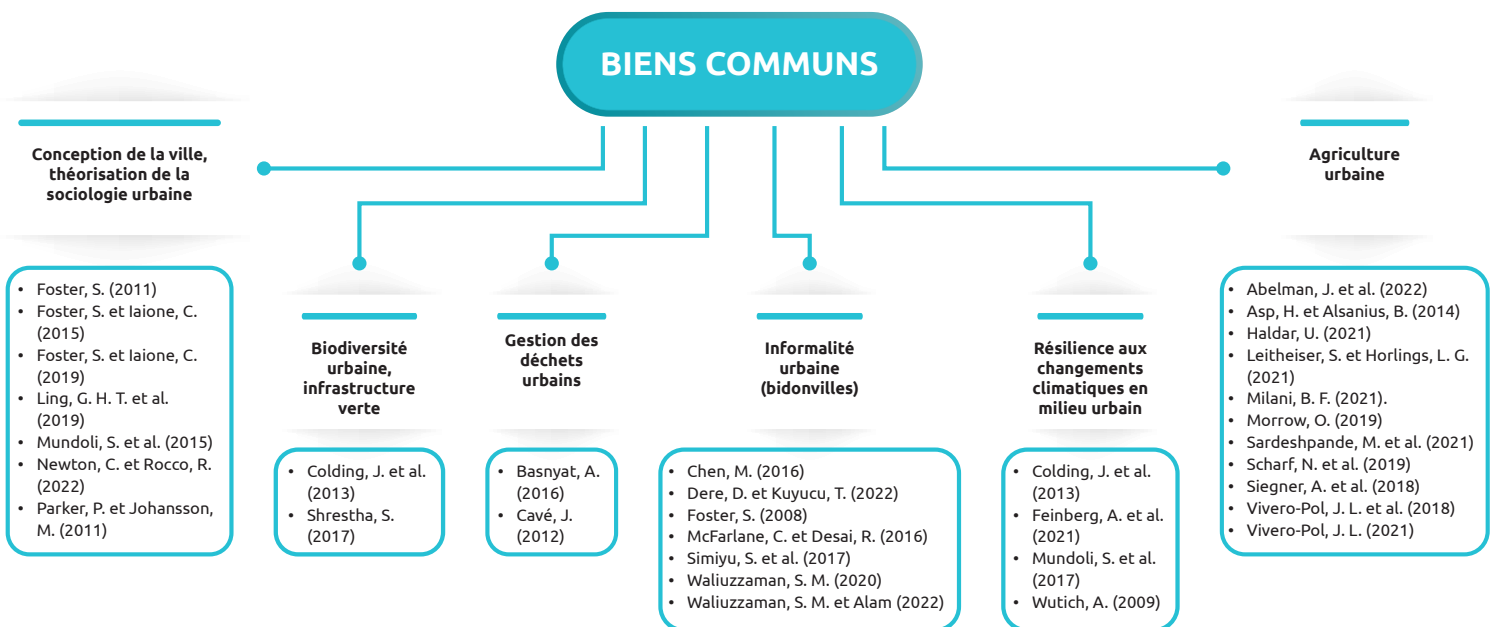 BIENS COMMUNS
Conception de la ville,
théorisation de la
sociologie urbaine
• Foster, S. (2011)
• Foster, S. et Iaione, C.
(2015)
• Foster, S. et Iaione, C.
(2019)
• Ling, G. H. T. et al.
(2019)
• Mundoli, S. et al. (2015)
• Newton, C. et Rocco, R.
(2022)
• Parker, P. et Johansson,
M. (2011)
Biodiversité
urbaine,
infrastructure
verte
• Colding, J. et al.
(2013)
• Shrestha, S.
(2017)
Gestion des
déchets
urbains
• Basnyat, A.
(2016)
• Cavé, J.
(2012)
Informalité
urbaine
(bidonvilles)
• Chen, M. (2016)
• Dere, D. et Kuyucu, T. (2022)
• Foster, S. (2008)
• McFarlane, C. et Desai, R. (2016)
• Simiyu, S. et al. (2017)
• Waliuzzaman, S. M. (2020)
• Waliuzzaman, S. M. et Alam (2022)
Résilience aux
changements
climatiques en
milieu urbain
• Colding, J. et al.
(2013)
• Feinberg, A. et al.
(2021)
• Mundoli, S. et al.
(2017)
• Wutich, A. (2009)
Agriculture
urbaine
• Abelman, J. et al. (2022)
• Asp, H. et Alsanius, B. (2014)
• Haldar, U. (2021)
• Leitheiser, S. et Horlings, L. G.
(2021)
• Milani, B. F. (2021).
• Morrow, O. (2019)
• Sardeshpande, M. et al. (2021)
• Scharf, N. et al. (2019)
• Siegner, A. et al. (2018)
• Vivero-Pol, J. L. et al. (2018)
• Vivero-Pol, J. L. (2021)